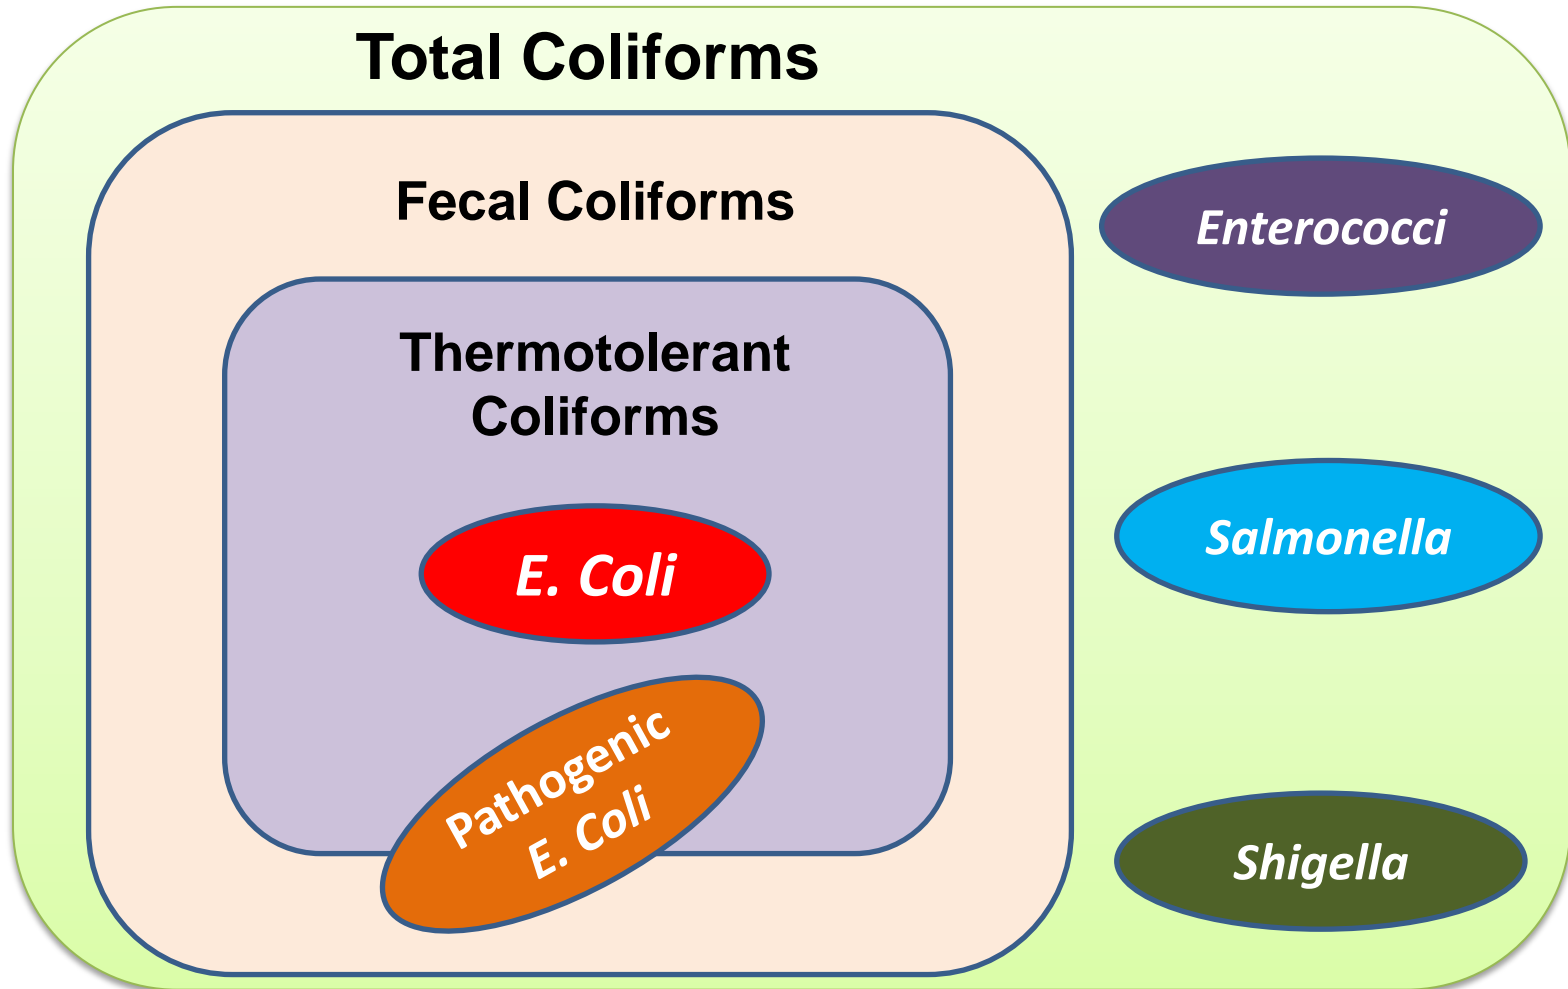 Total Coliforms
Fecal Coliforms
Thermotolerant
Coliforms
E. Coli
Pathogenic
E. Coli
Enterococci
Salmonella
Shigella